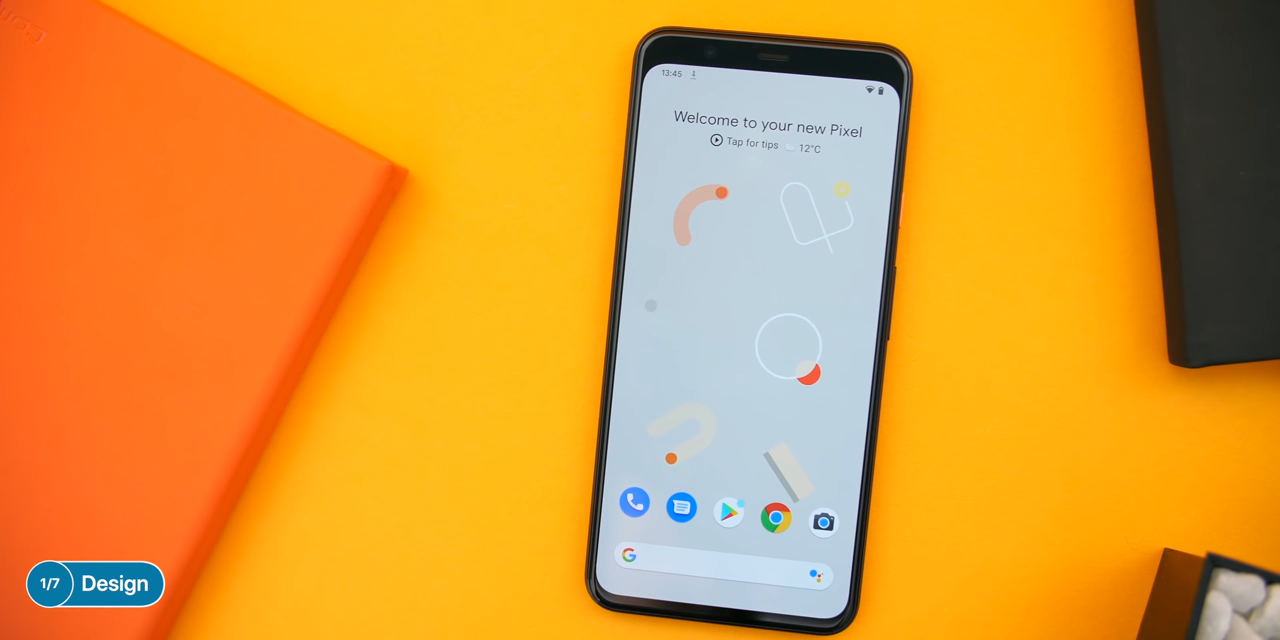 13:45
Welcome to your new Pixel
Tap for tips 12°C
G
1/7 Design